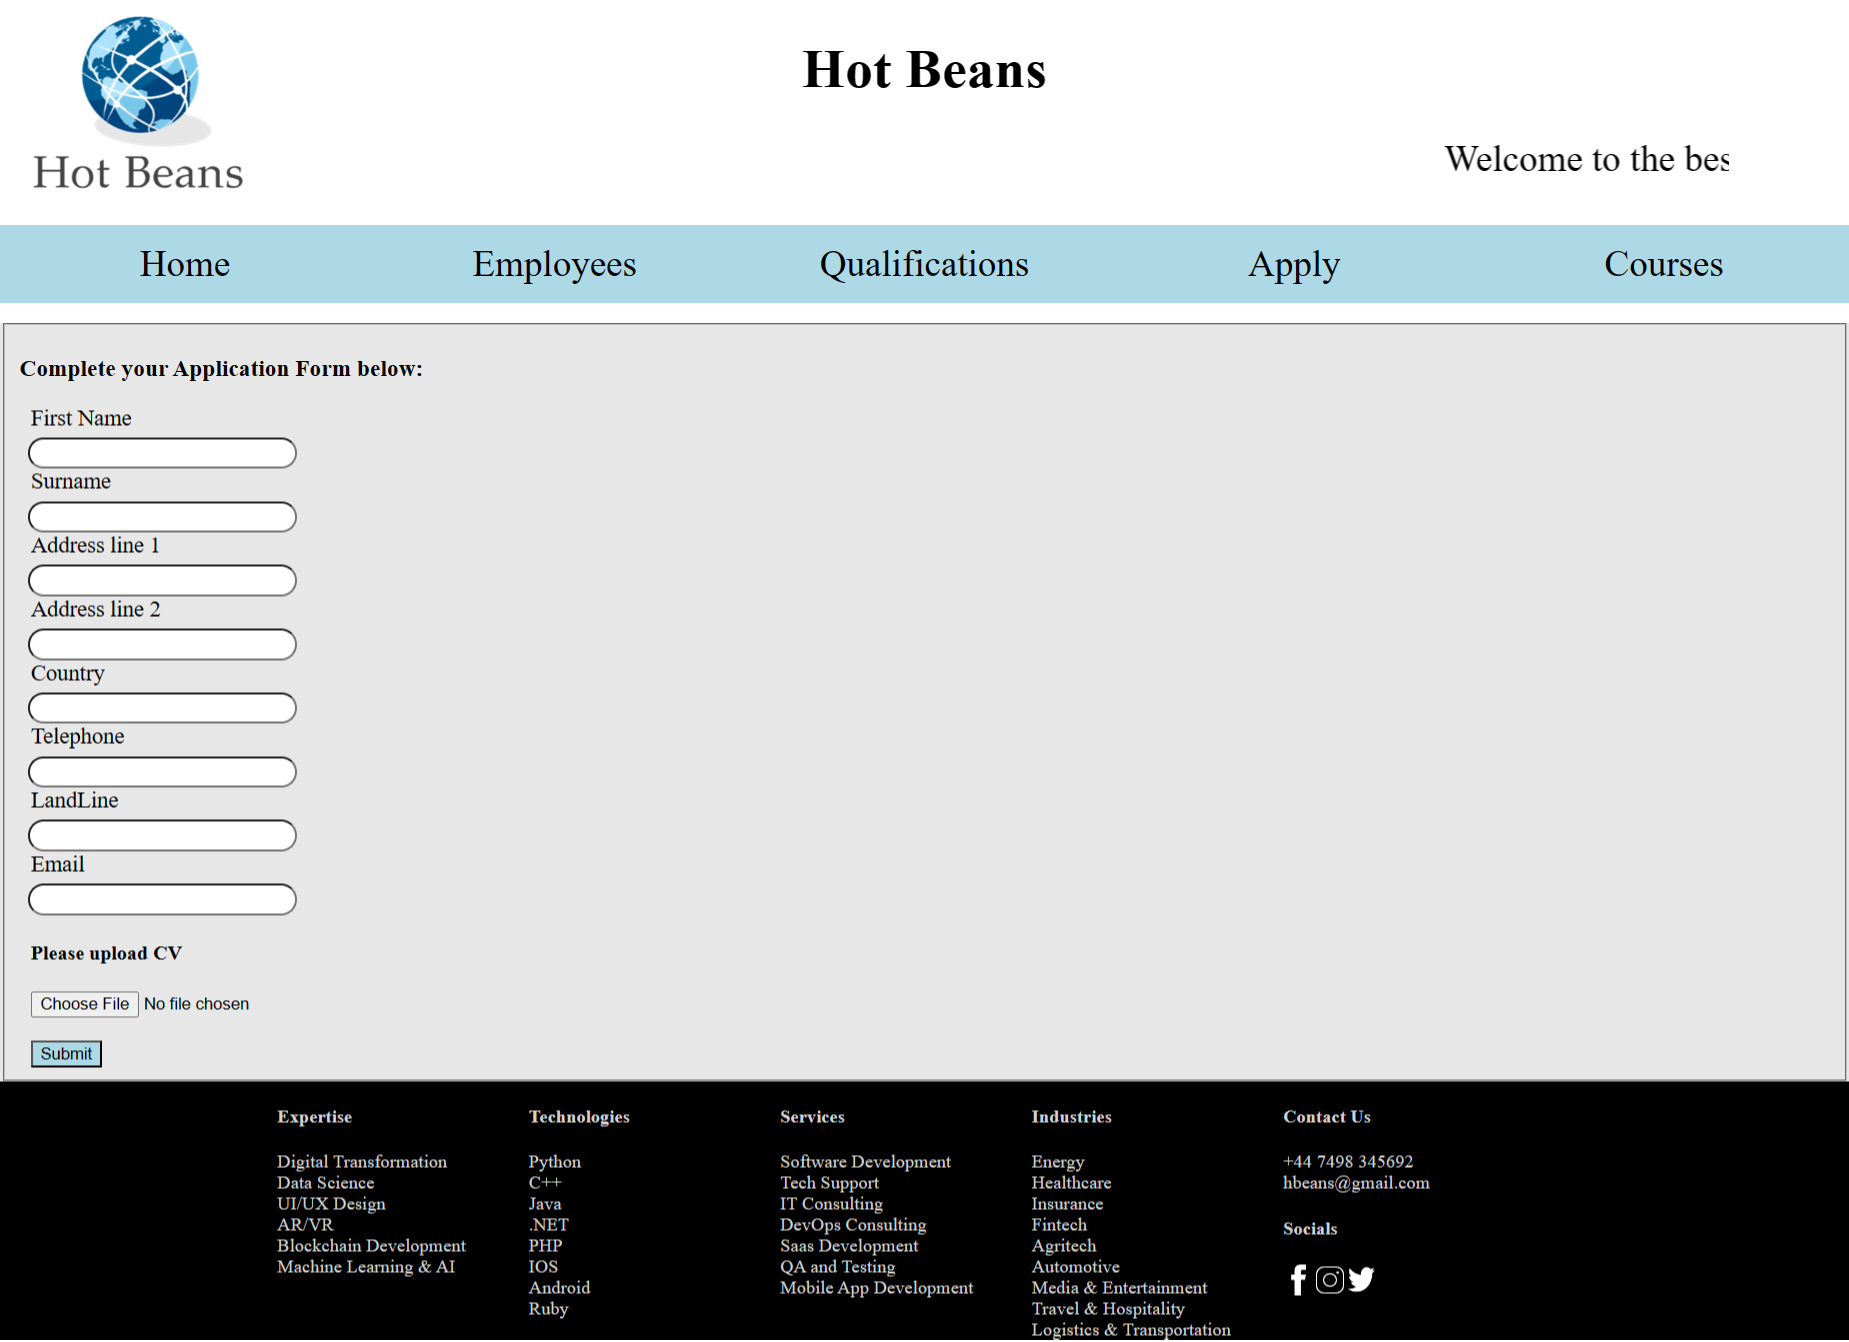 Hot Beans
Hot Beans
Welcome to the bes
Home Employees Qualifications Apply Courses
Complete your Application Form below:
First Name
Surname
Address line 1
Address line 2
Country
Telephone
LandLine
Email
Please upload CV
Choose File No file chosen
Submit
Expertise
Digital Transformation
Data Science
UI/UX Design
AR/VR
Blockchain Development
Machine Learning & AI
Technologies
Python
C++
Java
.NET
PHP
IOS
Android
Ruby
Services
Software Development
Tech Support
IT Consulting
DevOps Consulting
Saas Development
QA and Testing
Mobile App Development
Industries
Energy
Healthcare
Insurance
Fintech
Agritech
Automotive
Media & Entertainment
Travel & Hospitality
Logistics & Transportation
Contact Us
+44 7498 345692
hbeans@gmail.com
Socials